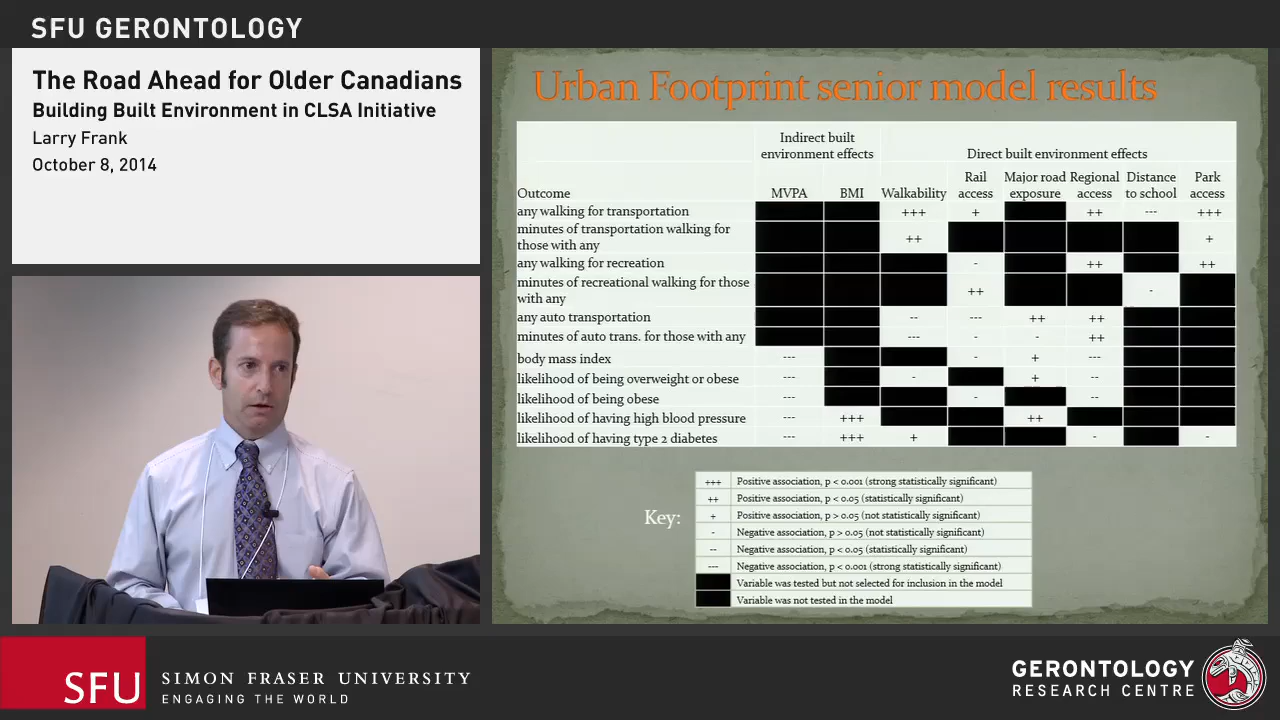 SFU GERONTOLOGY
The Road Ahead for Older Canadians
Building Built Environment in CLSA Initiative
Larry Frank
October 8, 2014
Urban Footprint senior model results
Indirect built environment effects
Direct built environment effects
Outcome MVPA BMI Walkability Rail access Major road exposure Regional access Distance to school Park access
any walking for transportation +++ + ++ --- +++
minutes of transportation walking for those with any ++ +
any walking for recreation - ++ ++
minutes of recreational walking for those with any ++ -
any auto transportation -- --- ++ ++
minutes of auto trans. for those with any --- - - ++
body mass index --- - + ---
likelihood of being overweight or obese --- - + --
likelihood of being obese --- - --
likelihood of having high blood pressure --- +++ ++
likelihood of having type 2 diabetes --- +++ + - -
Key:
+++ Positive association, p < 0.001 (strong statistically significant)
++ Positive association, p < 0.05 (statistically significant)
+ Positive association, p > 0.05 (not statistically significant)
- Negative association, p > 0.05 (not statistically significant)
-- Negative association, p < 0.05 (statistically significant)
--- Negative association, p < 0.001 (strong statistically significant)
Variable was tested but not selected for inclusion in the model
Variable was not tested in the model
SFU SIMON FRASER UNIVERSITY
ENGAGING THE WORLD
GERONTOLOGY
RESEARCH CENTRE